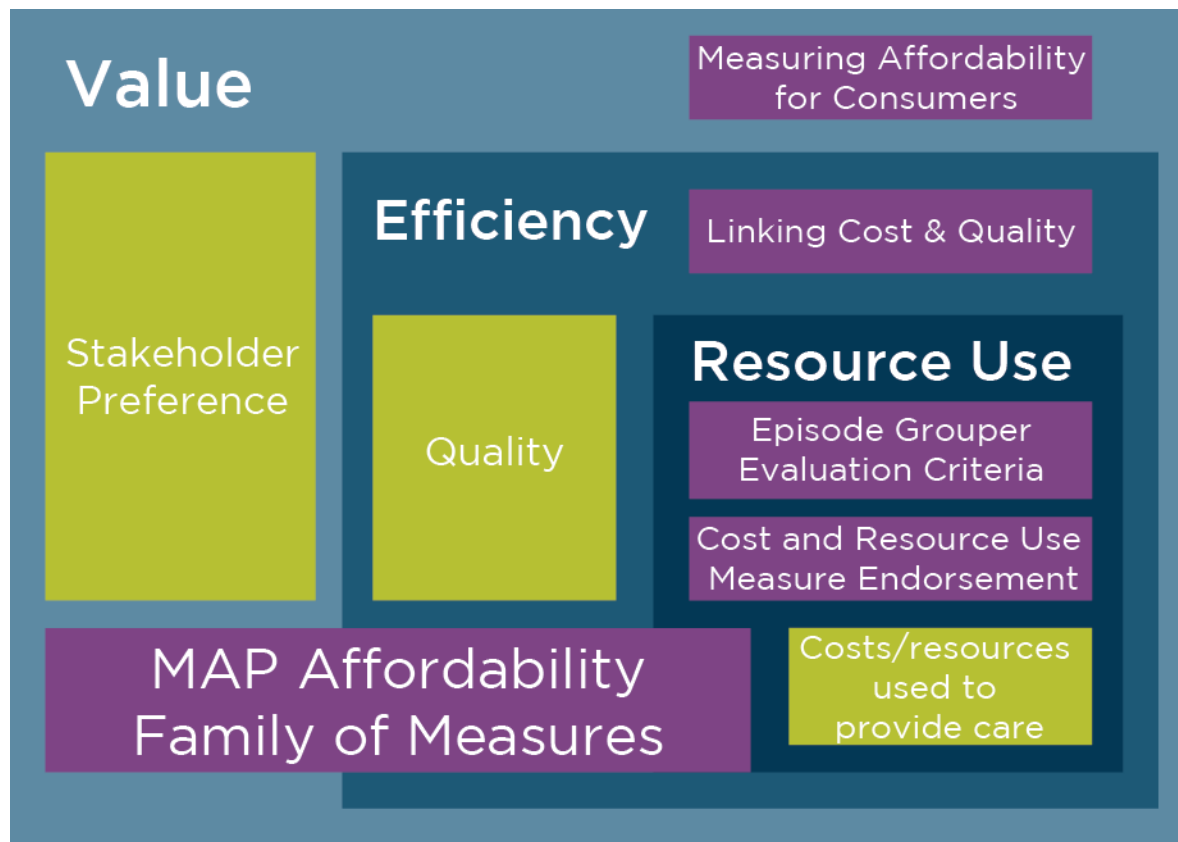 Value
Measuring Affordability
for Consumers
Efficiency
Linking Cost & Quality
Stakeholder
Preference
Quality
Resource Use
Episode Grouper
Evaluation Criteria
Cost and Resource Use
Measure Endorsement
MAP Affordability
Family of Measures
Costs/resources
used to
provide care